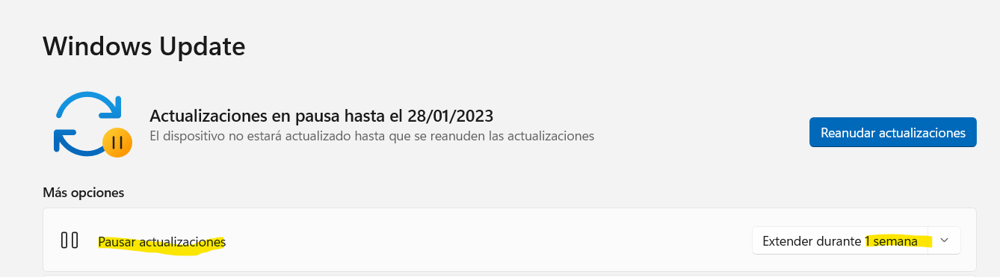 Windows Update
Actualizaciones en pausa hasta el 28/01/2023
El dispositivo no estará actualizado hasta que se reanuden las actualizaciones
Reanudar actualizaciones
Más opciones
Pausar actualizaciones
Extender durante 1 semana